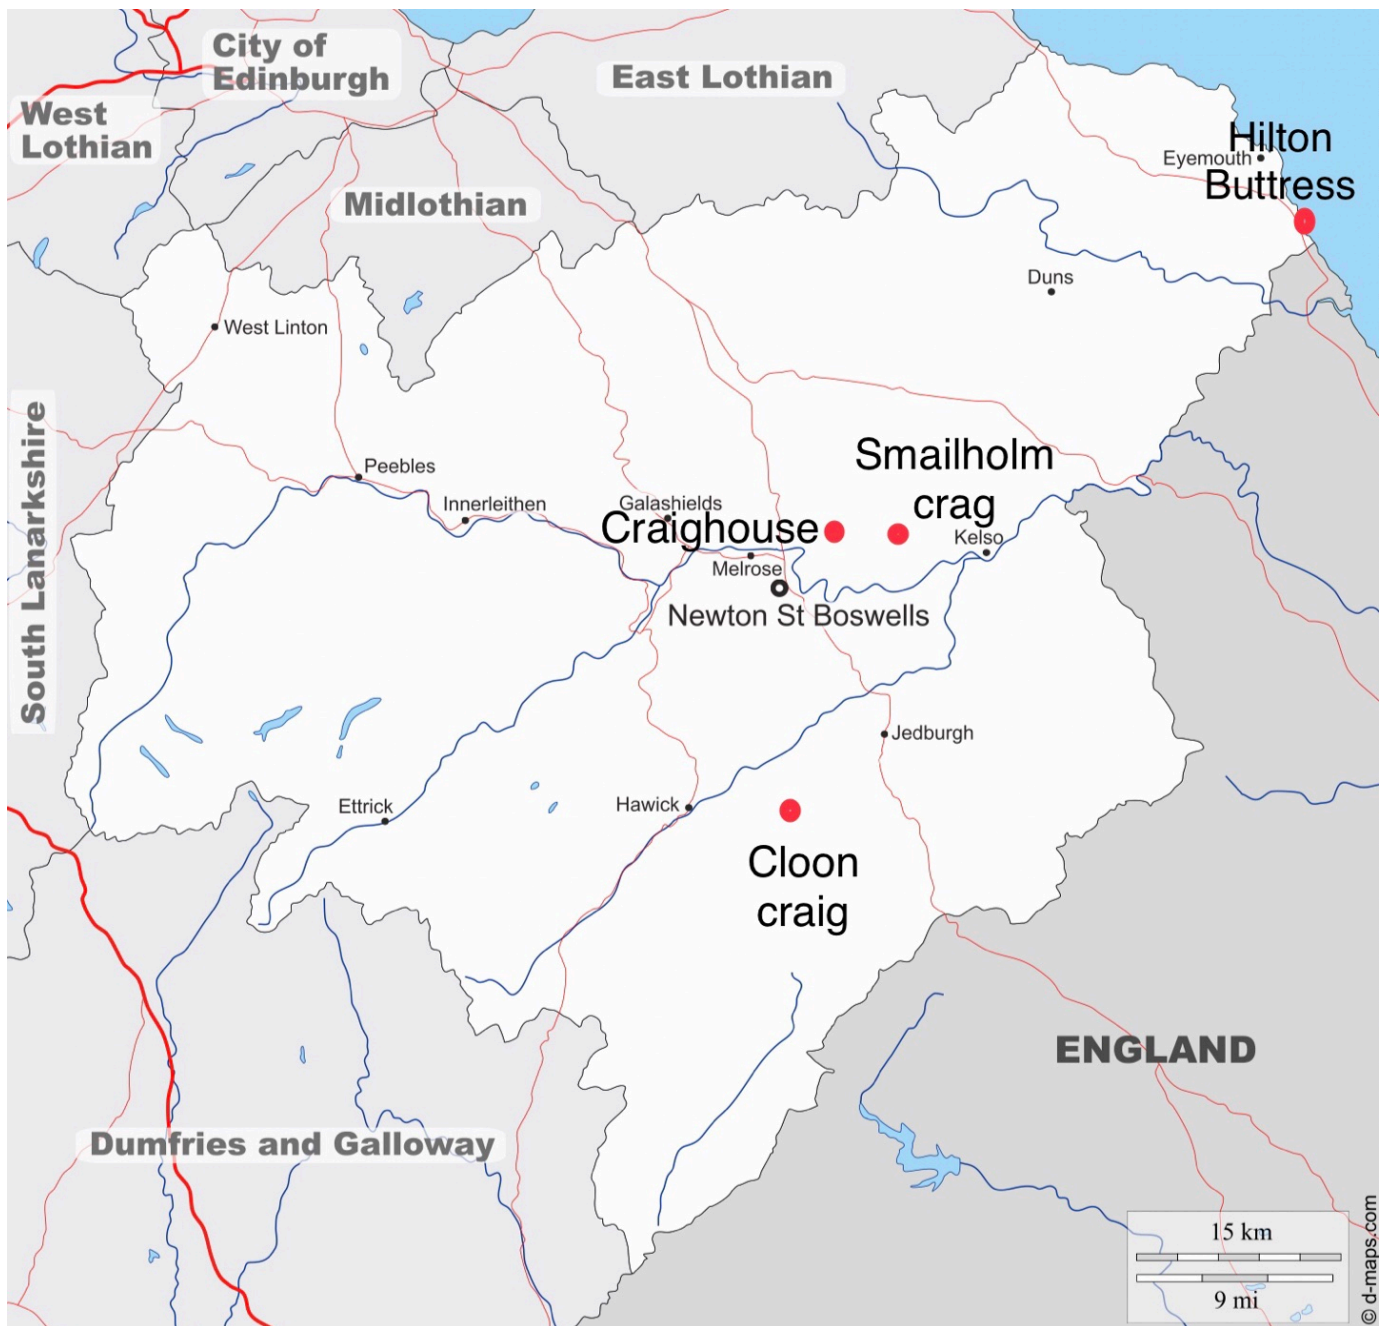 City of
Edinburgh
East Lothian
West
Lothian
Hilton
Eyemouth
Buttress
Midlothian
Duns
West Linton
South Lanarkshire
Smailholm
crag
Peebles
Innerleithen
Galashields
Craighouse
Kelso
Melrose
Newton St Boswells
Jedburgh
Ettrick
Hawick
Cloon
craig
ENGLAND
Dumfries and Galloway
15 km
9 mi
© d-maps.com